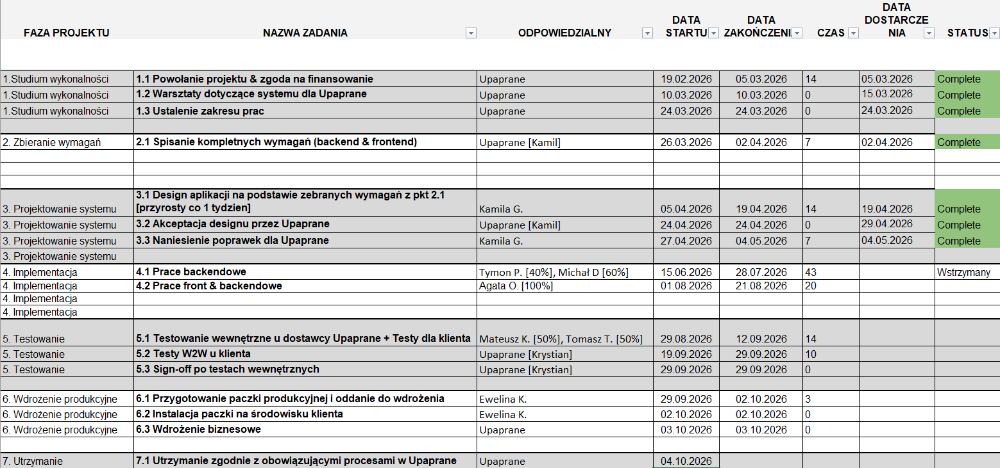 FAZA PROJEKTU NAZWA ZADANIA ODPOWIEDZIALNY DATA STARTU DATA ZAKOŃCZENI CZAS DATA DOSTARCZE NIA STATUS
1.Studium wykonalności 1.1 Powołanie projektu & zgoda na finansowanie Upaprane 19.02.2026 05.03.2026 14 05.03.2026 Complete
1.Studium wykonalności 1.2 Warsztaty dotyczące systemu dla Upaprane Upaprane 10.03.2026 10.03.2026 0 15.03.2026 Complete
1.Studium wykonalności 1.3 Ustalenie zakresu prac Upaprane 24.03.2026 24.03.2026 0 24.03.2026 Complete
2. Zbieranie wymagań 2.1 Spisanie kompletnych wymagań (backend & frontend) Upaprane [Kamil] 26.03.2026 02.04.2026 7 02.04.2026 Complete
3.1 Design aplikacji na podstawie zebranych wymagań z pkt 2.1
3. Projektowanie systemu [przyrosty co 1 tydzien] Kamila G. 05.04.2026 19.04.2026 14 19.04.2026 Complete
3. Projektowanie systemu 3.2 Akceptacja designu przez Upaprane Upaprane [Kamil] 24.04.2026 24.04.2026 0 29.04.2026 Complete
3. Projektowanie systemu 3.3 Naniesienie poprawek dla Upaprane Kamila G. 27.04.2026 04.05.2026 7 04.05.2026 Complete
3. Projektowanie systemu
4. Implementacja 4.1 Prace backendowe Tymon P. [40%], Michał D [60%] 15.06.2026 28.07.2026 43 Wstrzymany
4. Implementacja 4.2 Prace front & backendowe Agata O. [100%] 01.08.2026 21.08.2026 20
4. Implementacja
4. Implementacja
5. Testowanie 5.1 Testowanie wewnętrzne u dostawcy Upaprane + Testy dla klienta Mateusz K. [50%], Tomasz T. [50%] 29.08.2026 12.09.2026 14
5. Testowanie 5.2 Testy W2W u klienta Upaprane [Krystian] 19.09.2026 29.09.2026 10
5. Testowanie 5.3 Sign-off po testach wewnętrznych Upaprane [Krystian] 29.09.2026 29.09.2026 0
6. Wdrożenie produkcyjne 6.1 Przygotowanie paczki produkcyjnej i oddanie do wdrożenia Ewelina K. 29.09.2026 02.10.2026 3
6. Wdrożenie produkcyjne 6.2 Instalacja paczki na środowisku klienta Ewelina K. 02.10.2026 02.10.2026 0
6. Wdrożenie produkcyjne 6.3 Wdrożenie biznesowe Upaprane 03.10.2026 03.10.2026 0
7. Utrzymanie 7.1 Utrzymanie zgodnie z obowiązującymi procesami w Upaprane Upaprane 04.10.2026